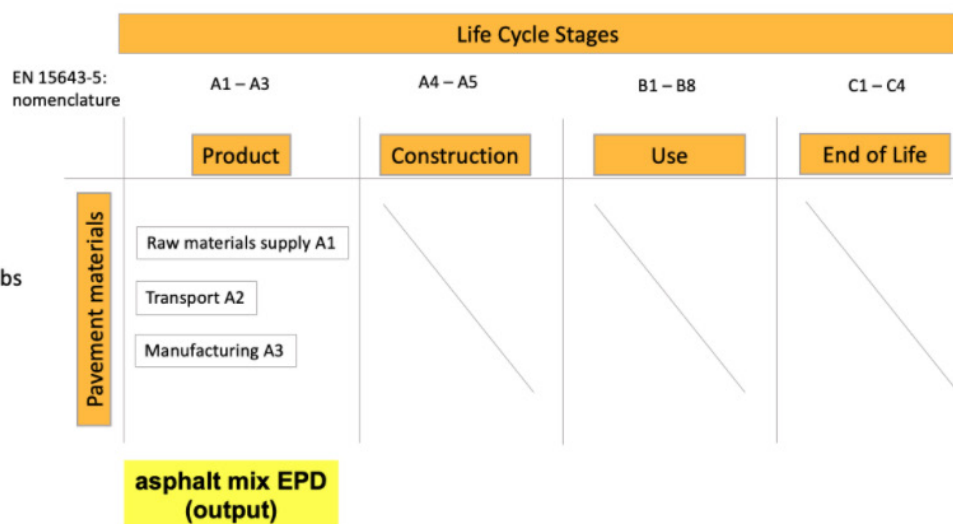 Life Cycle Stages
EN 15643-5:
nomenclature
A1 – A3
A4 – A5
B1 – B8
C1 – C4
Product
Construction
Use
End of Life
Pavement materials
Raw materials supply A1
Transport A2
Manufacturing A3
bs
asphalt mix EPD
(output)